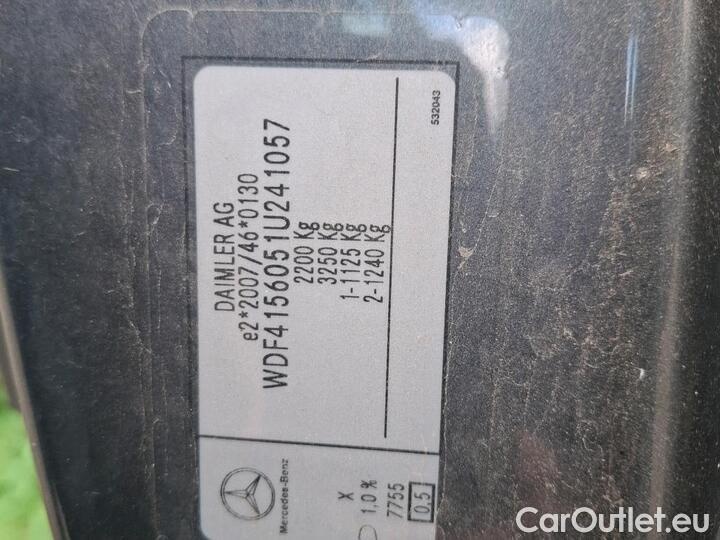 DAIMLER AG
e2*2007/46*0130
WDF4156051U241057
2200 Kg
3250 Kg
1-1125 Kg
2-1240 Kg
532043
Mercedes-Benz
X
1,0%
7755
0.5
CarOutlet.eu